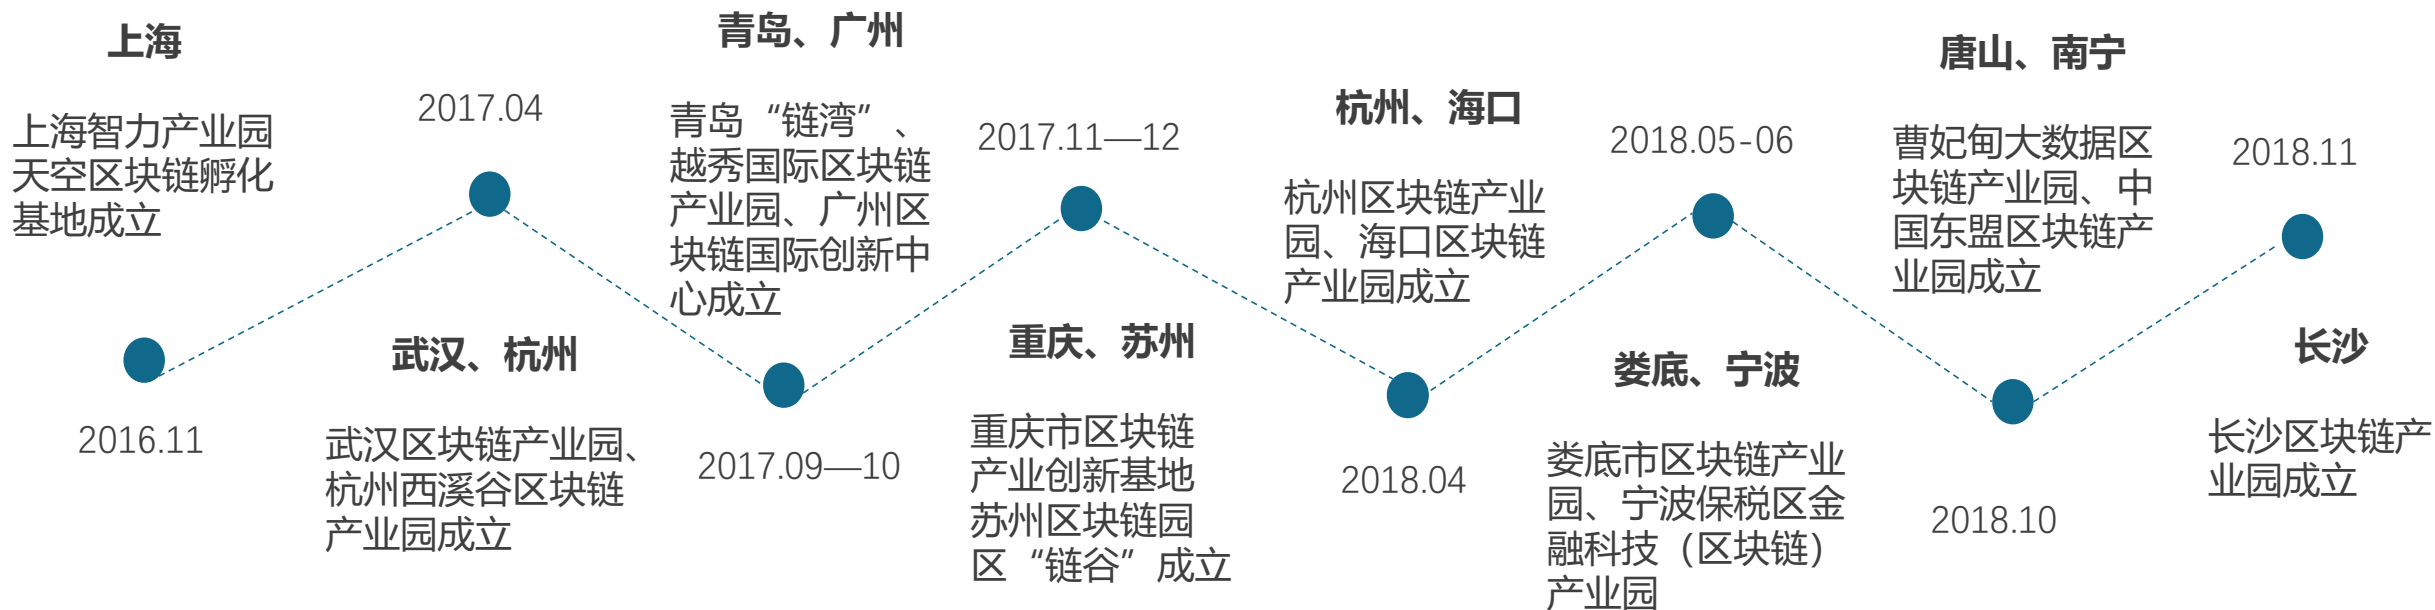 上海
上海智力产业园
天空区块链孵化
基地成立
2016.11
2017.04
武汉、杭州
武汉区块链产业园、
杭州西溪谷区块链
产业园成立
青岛、广州
青岛“链湾”、
越秀国际区块链
产业园、广州区
块链国际创新中
心成立
2017.09—10
2017.11—12
重庆、苏州
重庆市区块链
产业创新基地
苏州区块链园
区“链谷”成立
杭州、海口
杭州区块链产业
园、海口区块链
产业园成立
2018.04
2018.05-06
娄底、宁波
娄底市区块链产业
园、宁波保税区金
融科技（区块链）
产业园
唐山、南宁
曹妃甸大数据区
块链产业园、中
国东盟区块链产
业园成立
2018.10
2018.11
长沙
长沙区块链产
业园成立